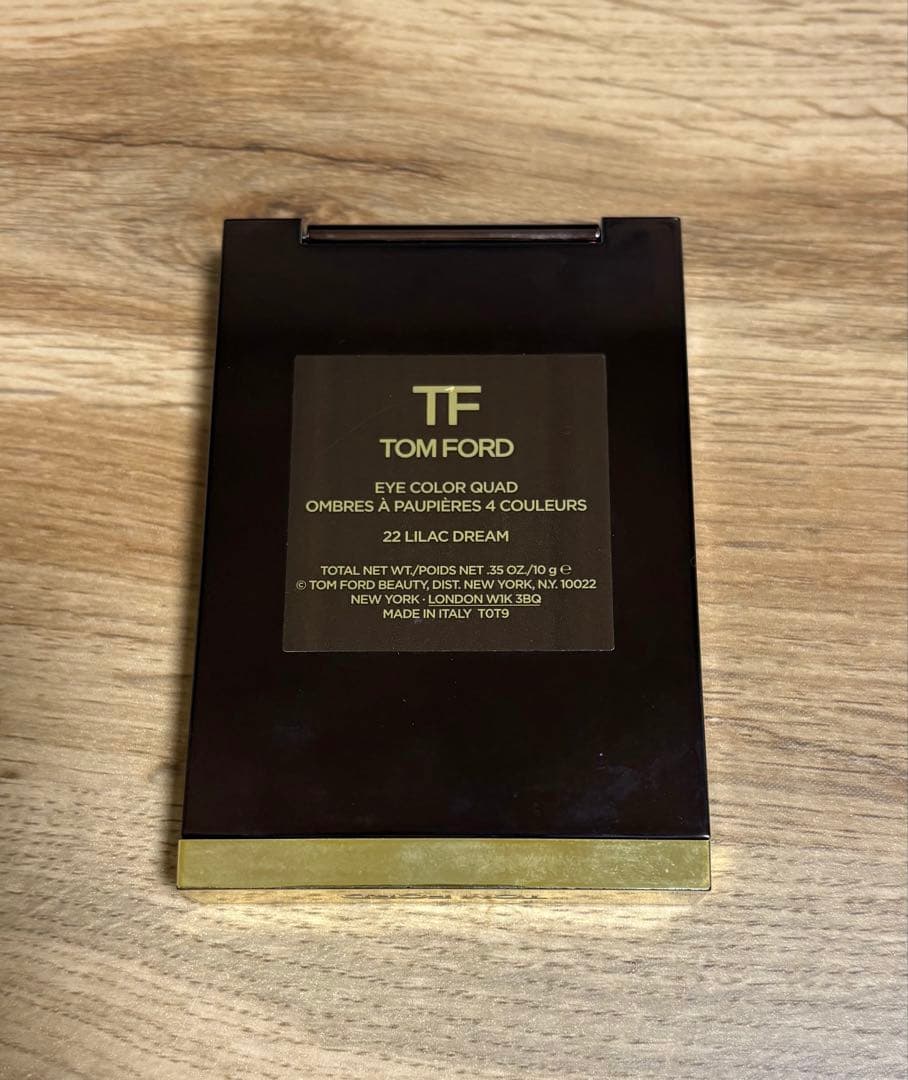 TF
TOM FORD
EYE COLOR QUAD
OMBRES À PAUPIÈRES 4 COULEURS
22 LILAC DREAM
TOTAL NET WT./POIDS NET .35 OZ./10 g ℮
© TOM FORD BEAUTY, DIST. NEW YORK, N.Y. 10022
NEW YORK · LONDON W1K 3BQ
MADE IN ITALY T0T9